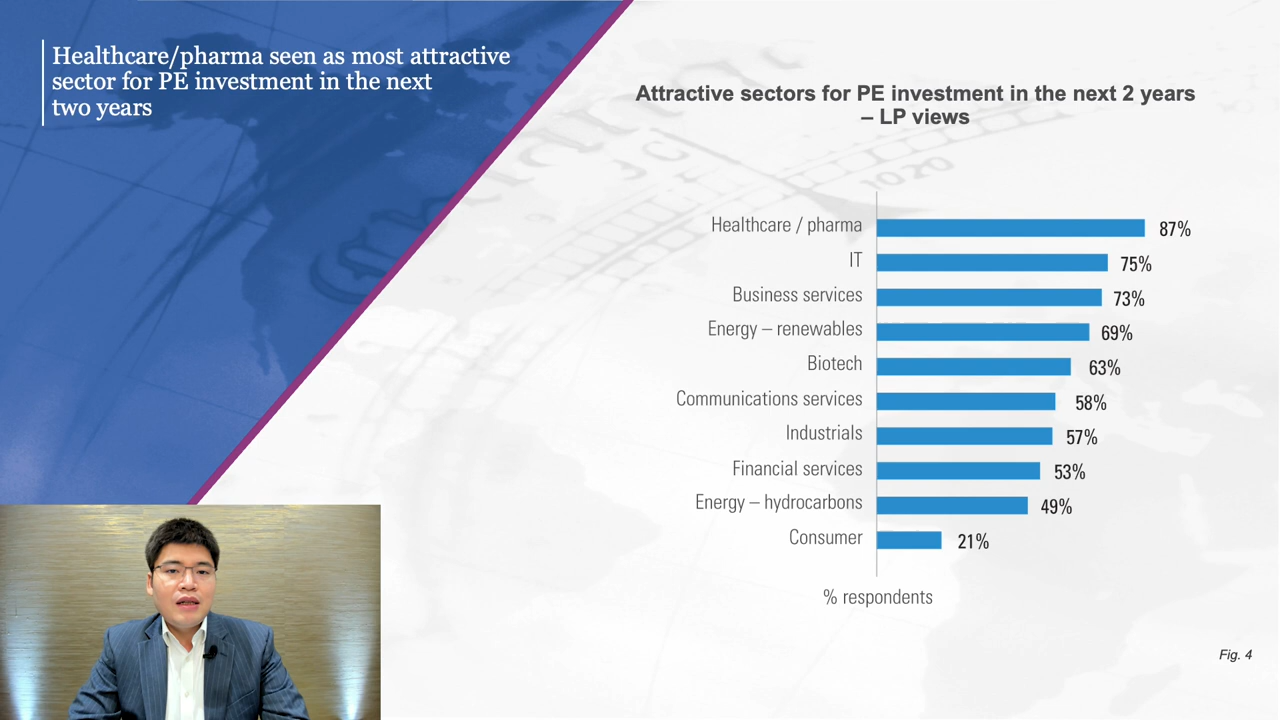 Healthcare/pharma seen as most attractive
sector for PE investment in the next
two years
Attractive sectors for PE investment in the next 2 years
– LP views
1020
Healthcare / pharma 87%
IT 75%
Business services 73%
Energy – renewables 69%
Biotech 63%
Communications services 58%
Industrials 57%
Financial services 53%
Energy – hydrocarbons 49%
Consumer 21%
% respondents
Fig. 4